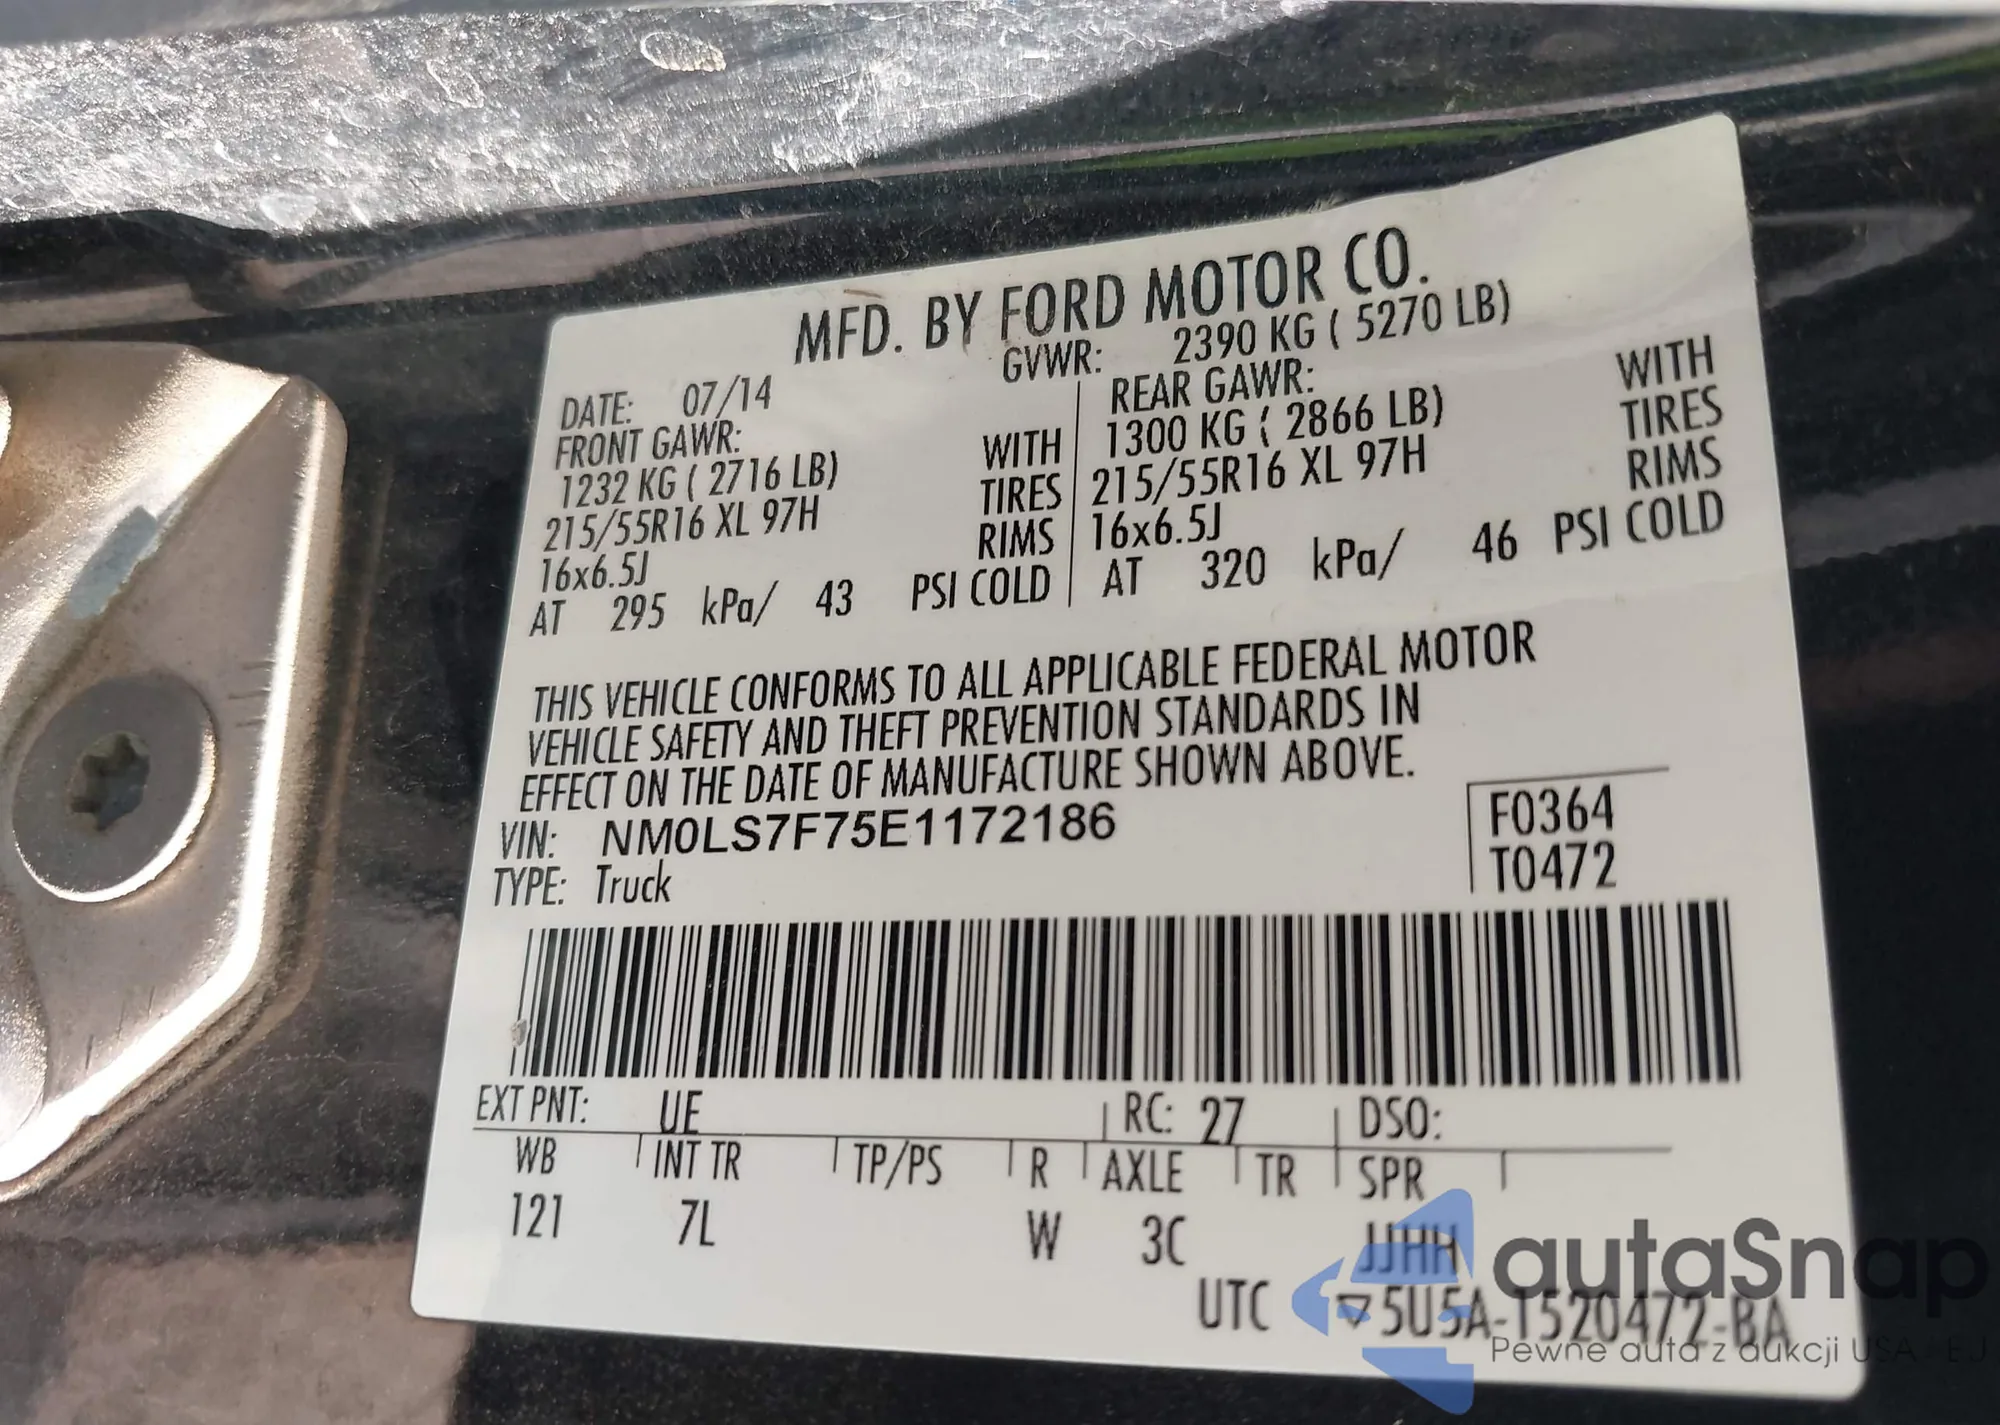 MFD. BY FORD MOTOR CO.
DATE: 07/14 GVWR: 2390 KG ( 5270 LB)
FRONT GAWR: REAR GAWR:
1232 KG ( 2716 LB) WITH 1300 KG ( 2866 LB) WITH
215/55R16 XL 97H TIRES 215/55R16 XL 97H TIRES
16x6.5J RIMS 16x6.5J RIMS
AT 295 kPa/ 43 PSI COLD AT 320 kPa/ 46 PSI COLD
THIS VEHICLE CONFORMS TO ALL APPLICABLE FEDERAL MOTOR
VEHICLE SAFETY AND THEFT PREVENTION STANDARDS IN
EFFECT ON THE DATE OF MANUFACTURE SHOWN ABOVE.
VIN: NM0LS7F75E1172186 F0364
TYPE: Truck T0472
EXT PNT: UE RC: 27 DSO:
WB INT TR TP/PS R AXLE TR SPR
121 7L W 3C JJHH
UTC ▽5U5A-1520472-BA
autaSnap
Pewne auta z aukcji USA - EU